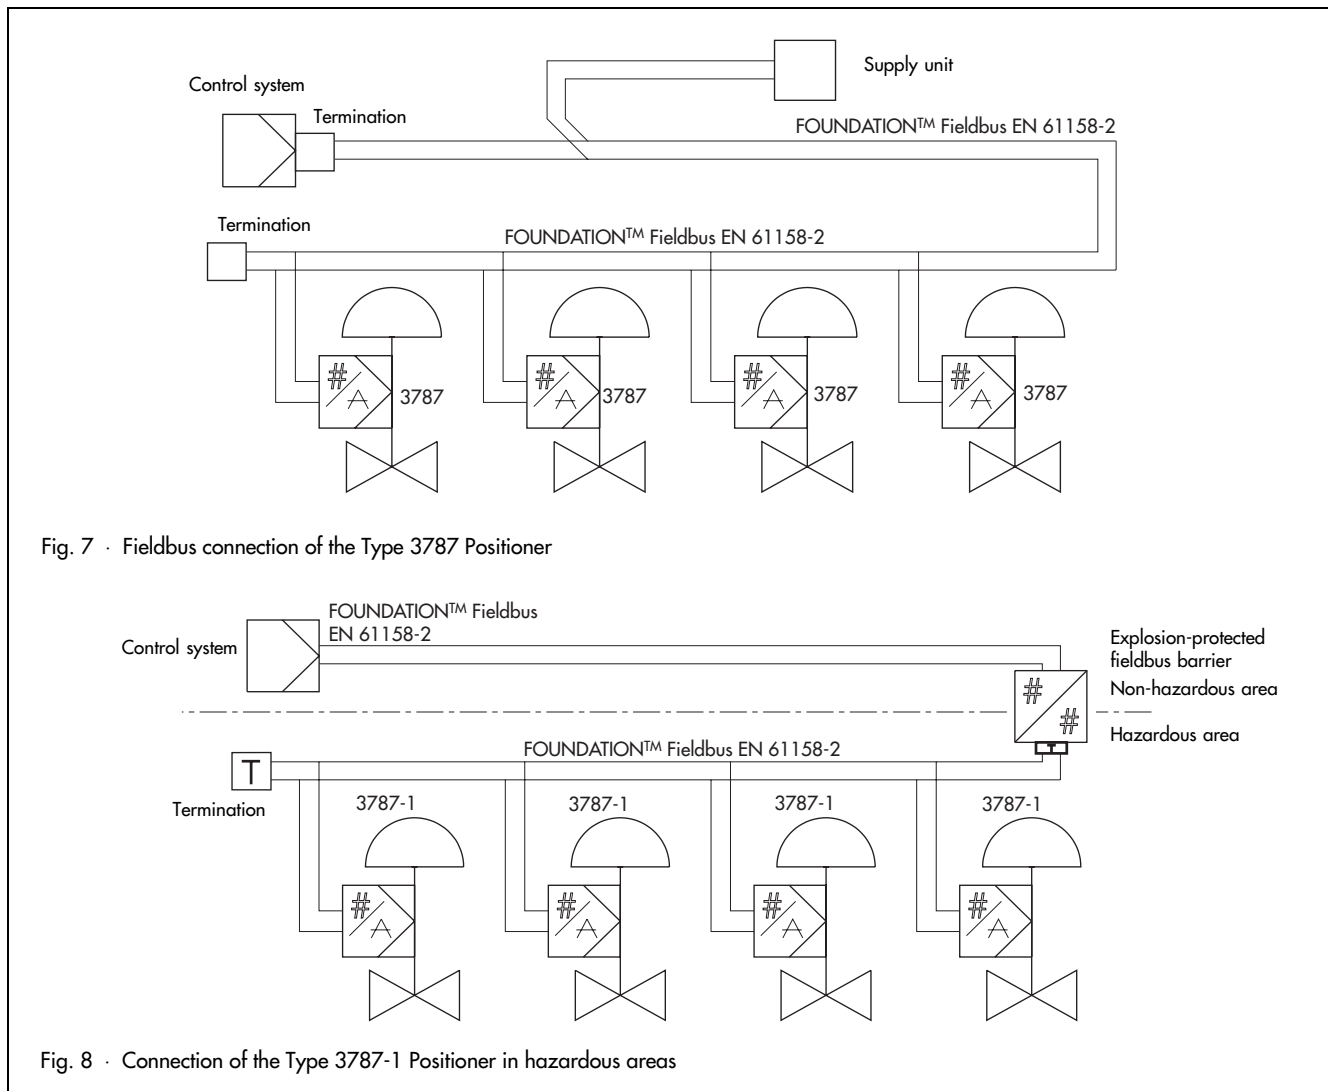 Supply unit
Control system
Termination
FOUNDATION™ Fieldbus EN 61158-2
Termination
FOUNDATION™ Fieldbus EN 61158-2
#
A
3787
#
A
3787
#
A
3787
#
A
3787
Fig. 7 · Fieldbus connection of the Type 3787 Positioner
FOUNDATION™ Fieldbus
EN 61158-2
Control system
Explosion-protected
fieldbus barrier
Non-hazardous area
Hazardous area
#
#
T
FOUNDATION™ Fieldbus EN 61158-2
T
Termination
3787-1
3787-1
3787-1
3787-1
#
A
#
A
#
A
#
A
Fig. 8 · Connection of the Type 3787-1 Positioner in hazardous areas